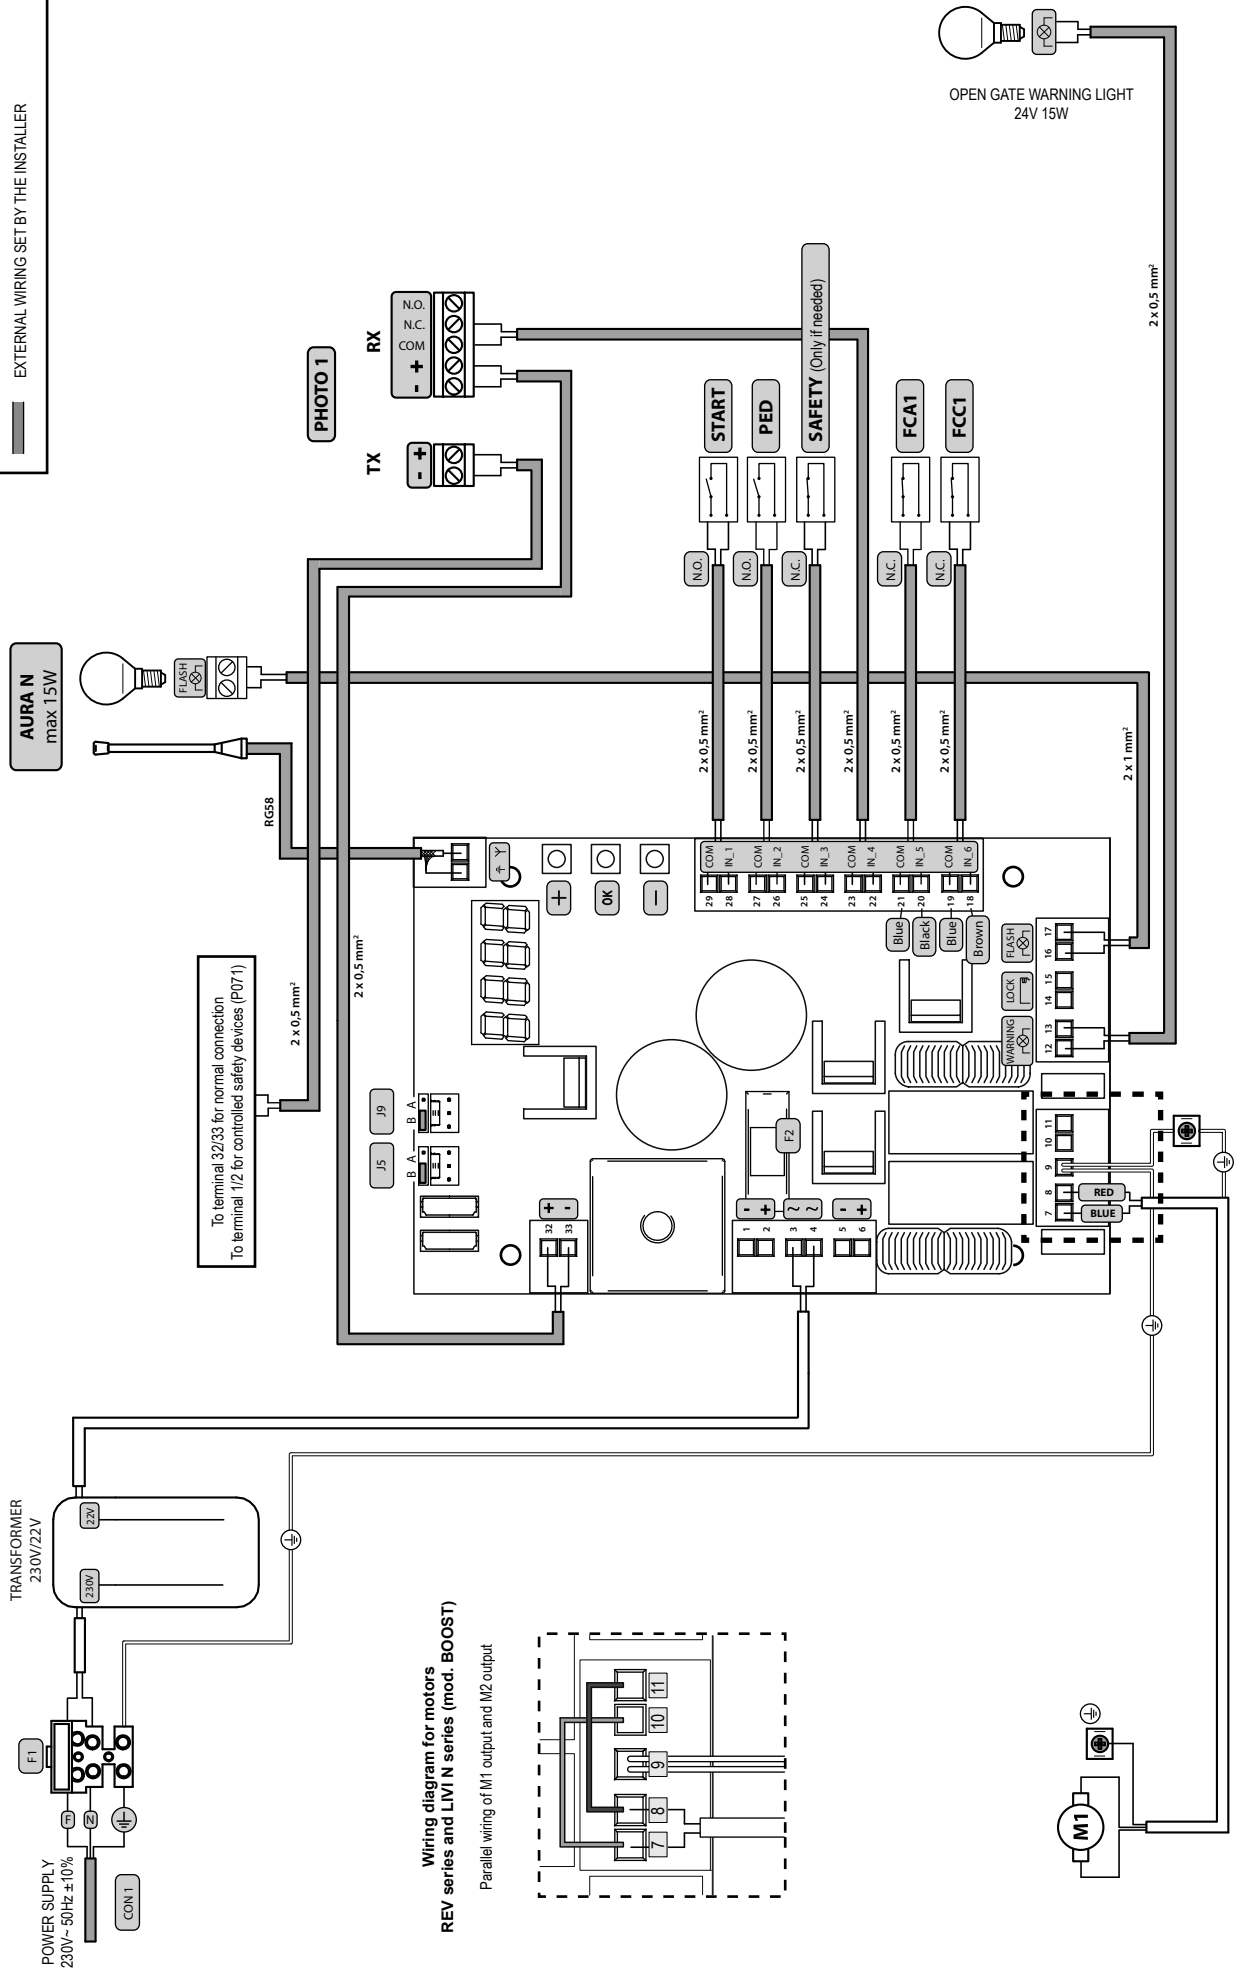 EXTERNAL WIRING SET BY THE INSTALLER
POWER SUPPLY
230V~ 50Hz ±10%
CON 1
F
N
F1
TRANSFORMER
230V/22V
230V
22V
AURA N
max 15W
FLASH
RG58
To terminal 32/33 for normal connection
To terminal 1/2 for controlled safety devices (P071)
2 x 0,5 mm²
2 x 0,5 mm²
PHOTO 1
TX
- +
RX
- + COM N.C. N.O.
OPEN GATE WARNING LIGHT
24V 15W
J5
J9
B A
B A
+
OK
-
32 +
33 -
1 -
2 +
3 ~
4 ~
5 -
6 +
F2
29 COM
28 IN_1
27 COM
26 IN_2
25 COM
24 IN_3
23 COM
22 IN_4
21 COM
20 IN_5
19 COM
18 IN_6
Blue
Black
Blue
Brown
2 x 0,5 mm²
2 x 0,5 mm²
2 x 0,5 mm²
2 x 0,5 mm²
2 x 0,5 mm²
2 x 0,5 mm²
N.O.
START
N.O.
PED
N.C.
SAFETY (Only if needed)
N.C.
FCA1
N.C.
FCC1
WARNING
LOCK
FLASH
7 8 9 10 11
12 13 14 15 16 17
BLUE
RED
2 x 1 mm²
2 x 0,5 mm²
Wiring diagram for motors
REV series and LIVI N series (mod. BOOST)
Parallel wiring of M1 output and M2 output
7 8 9 10 11
M1